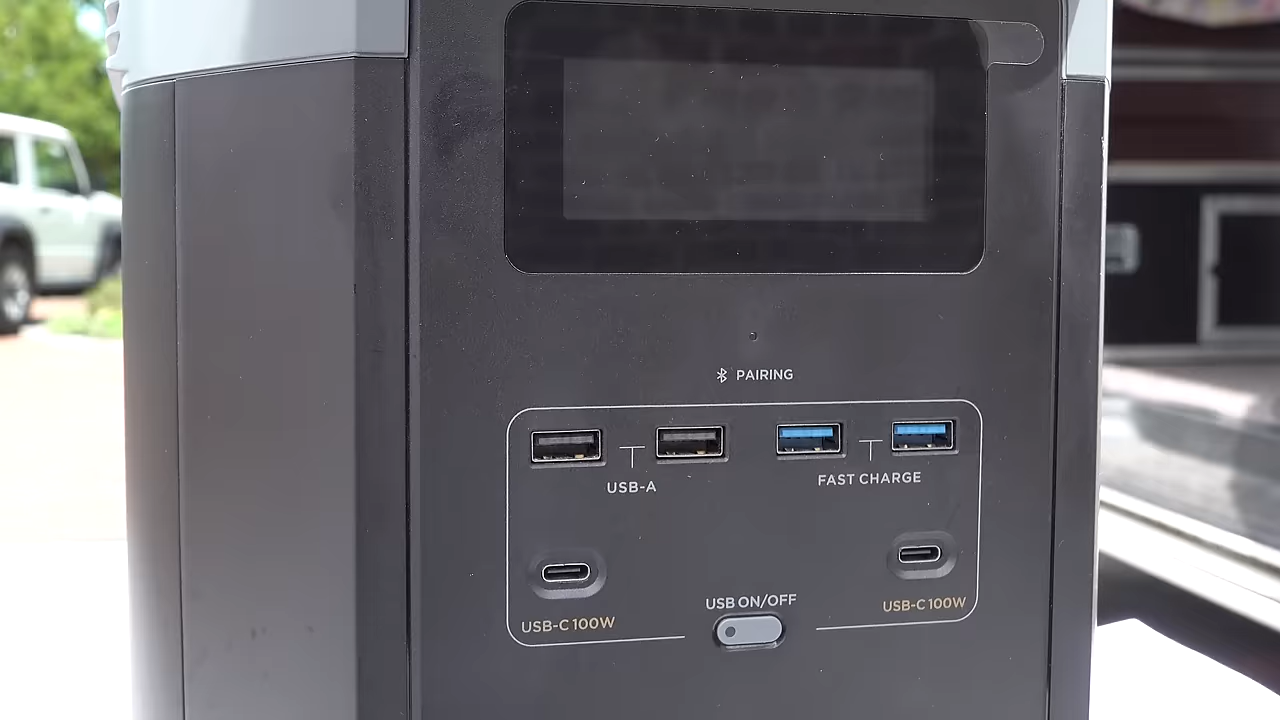 PAIRING
USB-A
FAST CHARGE
USB ON/OFF
USB-C 100W
USB-C 100W